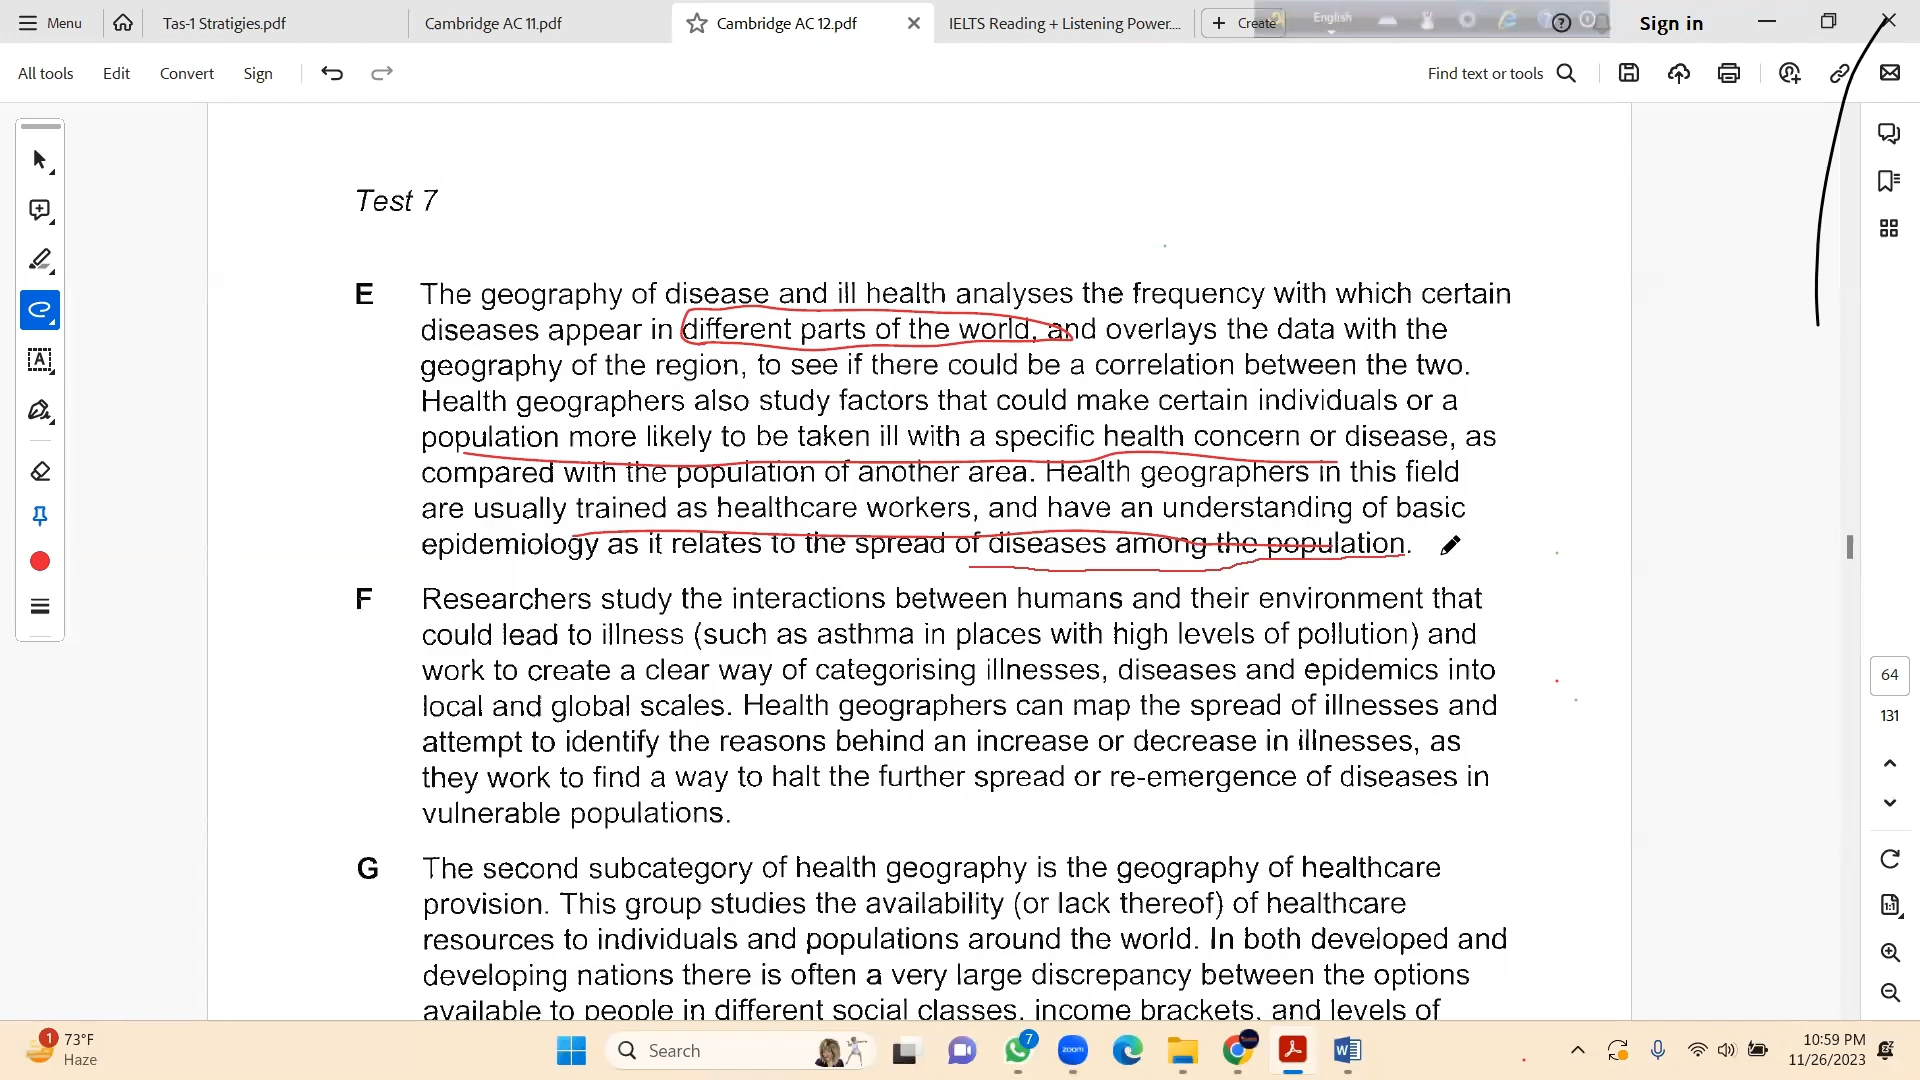 Menu
Tas-1 Stratigies.pdf
Cambridge AC 11.pdf
Cambridge AC 12.pdf
IELTS Reading + Listening Power....
Create
English
Sign in
All tools
Edit
Convert
Sign
Find text or tools
Test 7
E The geography of disease and ill health analyses the frequency with which certain
diseases appear in different parts of the world, and overlays the data with the
geography of the region, to see if there could be a correlation between the two.
Health geographers also study factors that could make certain individuals or a
population more likely to be taken ill with a specific health concern or disease, as
compared with the population of another area. Health geographers in this field
are usually trained as healthcare workers, and have an understanding of basic
epidemiology as it relates to the spread of diseases among the population.
F Researchers study the interactions between humans and their environment that
could lead to illness (such as asthma in places with high levels of pollution) and
work to create a clear way of categorising illnesses, diseases and epidemics into
local and global scales. Health geographers can map the spread of illnesses and
attempt to identify the reasons behind an increase or decrease in illnesses, as
they work to find a way to halt the further spread or re-emergence of diseases in
vulnerable populations.
G The second subcategory of health geography is the geography of healthcare
provision. This group studies the availability (or lack thereof) of healthcare
resources to individuals and populations around the world. In both developed and
developing nations there is often a very large discrepancy between the options
available to people in different social classes, income brackets, and levels of
64
131
1
73°F
Haze
Search
7
zoom
10:59 PM
11/26/2023